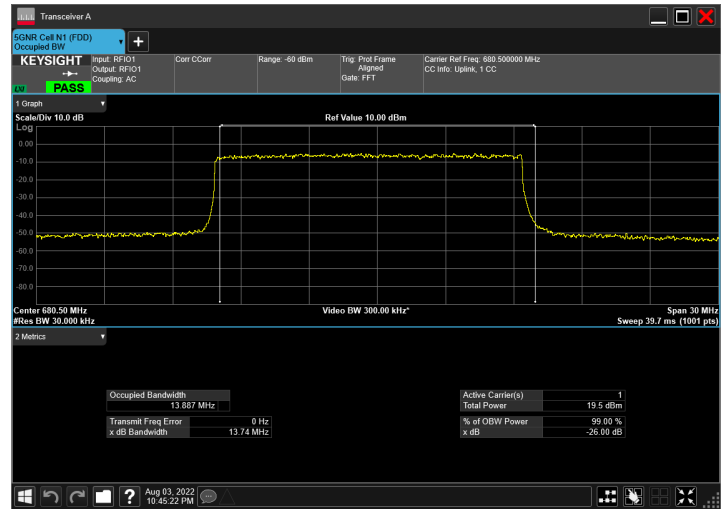 Transceiver A
5GNR Cell N1 (FDD)
Occupied BW
KEYSIGHT
LXI
PASS
Input: RFIO1
Output: RFIO1
Coupling: AC
Corr CCorr
Range: -60 dBm
Trig: Prot Frame
Aligned
Gate: FFT
Carrier Ref Freq: 680.500000 MHz
CC Info: Uplink, 1 CC
1 Graph
Scale/Div 10.0 dB
Ref Value 10.00 dBm
Log
0.00
-10.0
-20.0
-30.0
-40.0
-50.0
-60.0
-70.0
-80.0
Center 680.50 MHz
Video BW 300.00 kHz*
Span 30 MHz
#Res BW 30.000 kHz
Sweep 39.7 ms (1001 pts)
2 Metrics
Occupied Bandwidth
13.887 MHz
Active Carrier(s) 1
Total Power 19.5 dBm
Transmit Freq Error 0 Hz
x dB Bandwidth 13.74 MHz
% of OBW Power 99.00 %
x dB -26.00 dB
Aug 03, 2022
10:45:22 PM